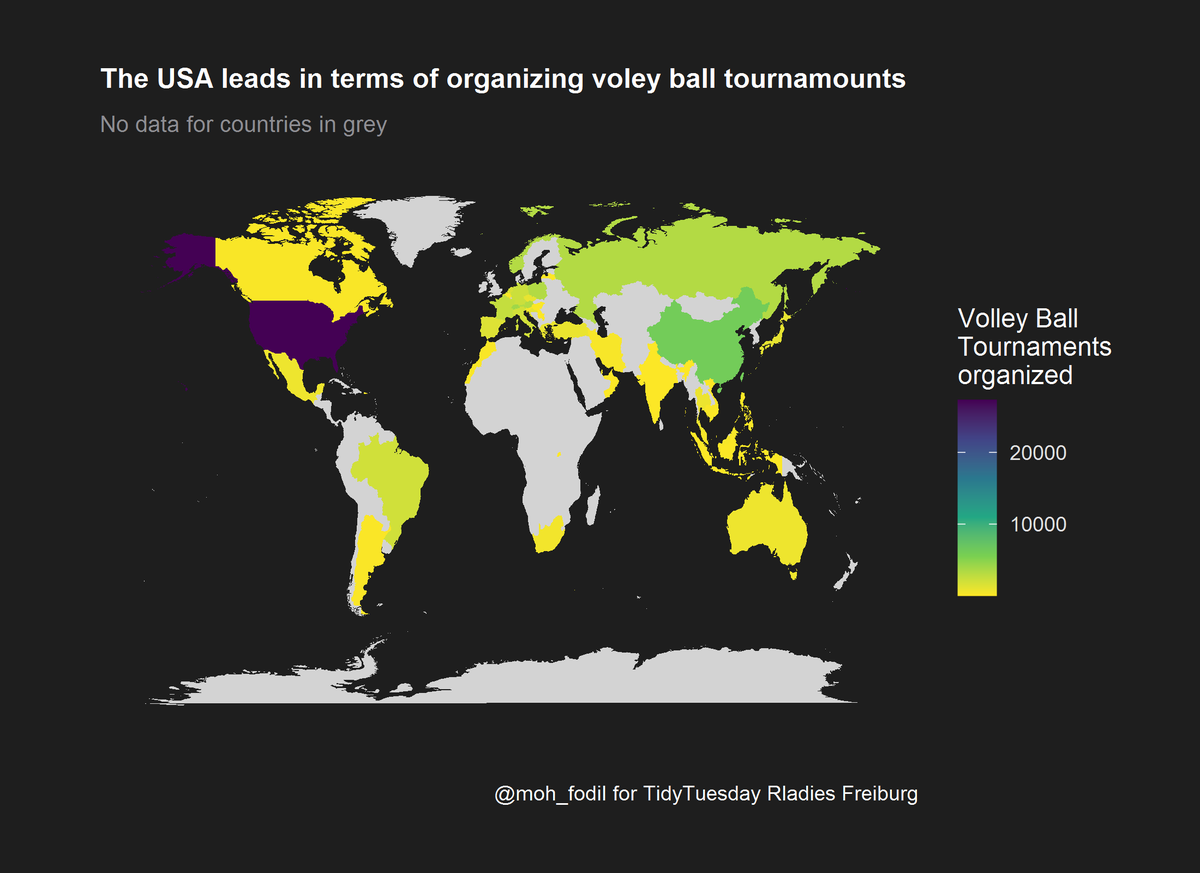 The USA leads in terms of organizing voley ball tournamounts
No data for countries in grey
Volley Ball
Tournaments
organized
20000
10000
@moh_fodil for TidyTuesday Rladies Freiburg